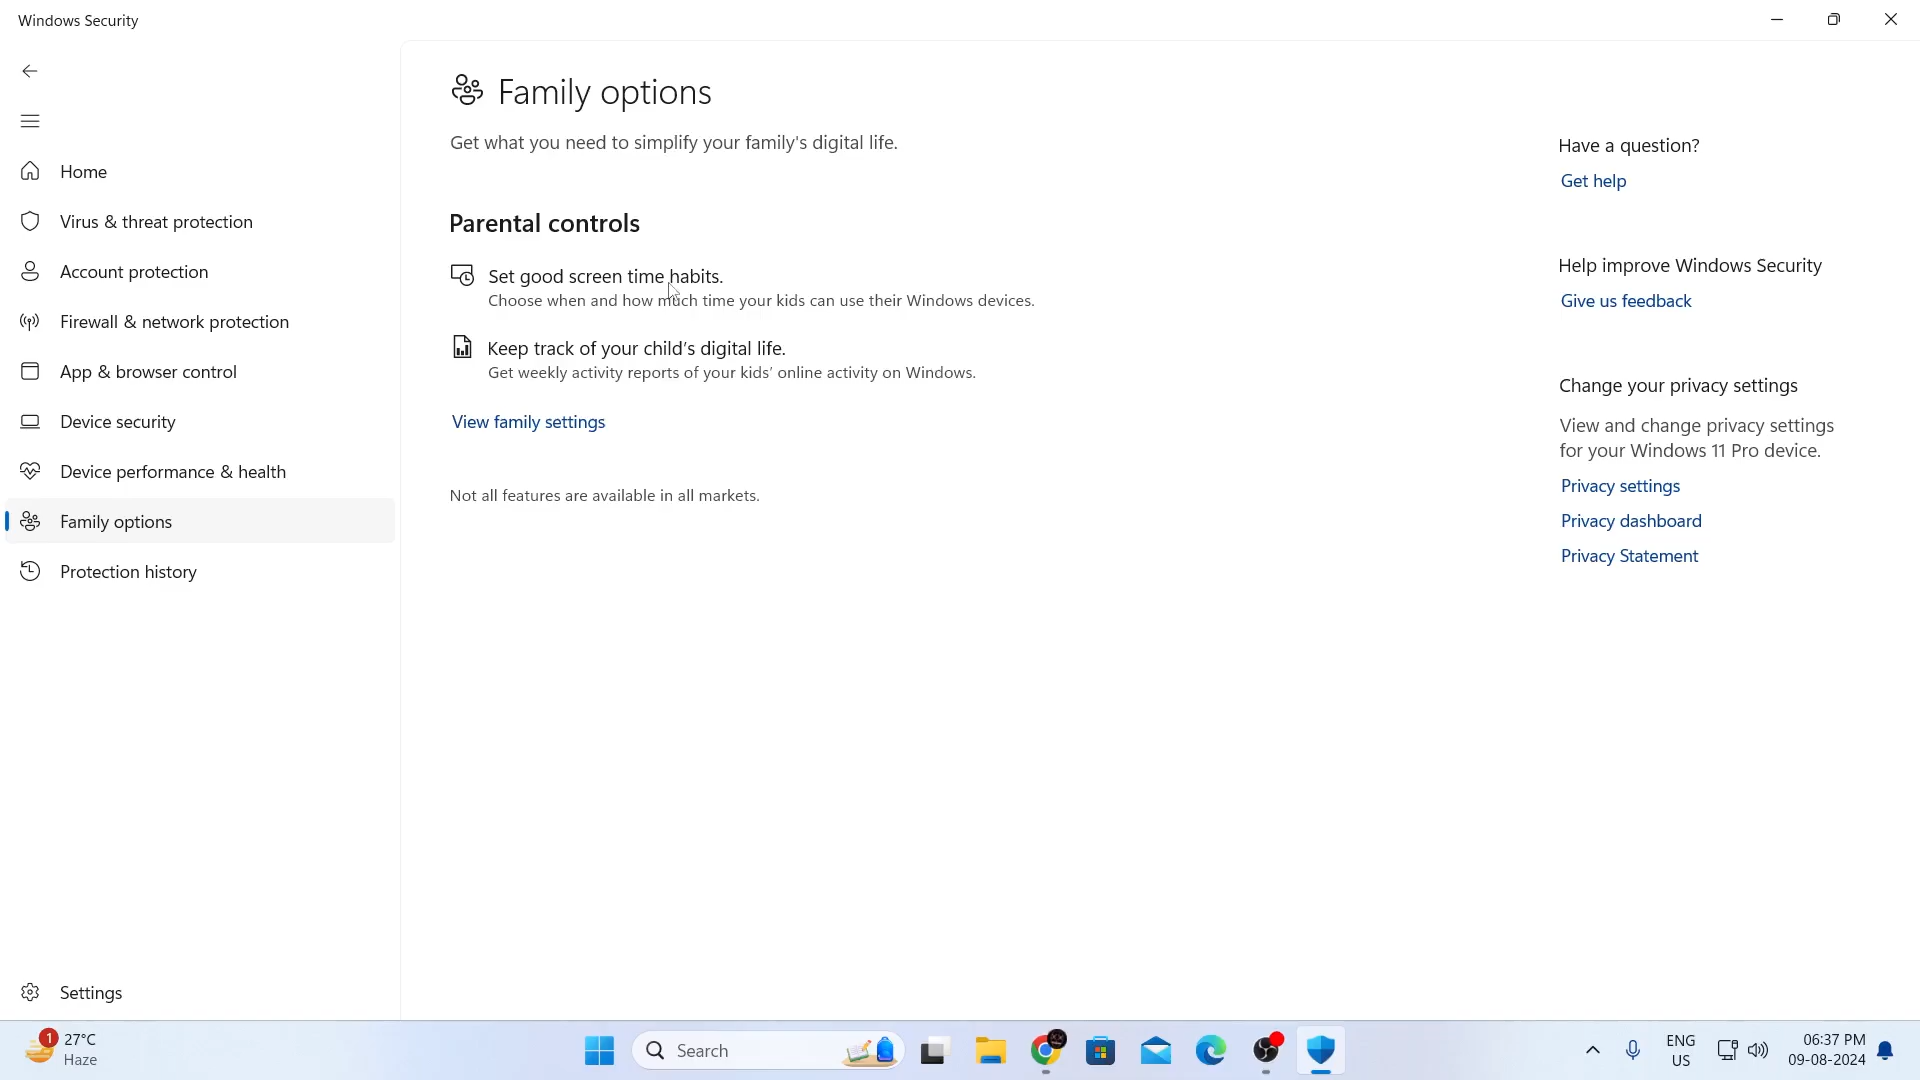 Windows Security
Home
Virus & threat protection
Account protection
Firewall & network protection
App & browser control
Device security
Device performance & health
Family options
Protection history
Settings
Family options
Get what you need to simplify your family's digital life.
Parental controls
Set good screen time habits.
Choose when and how much time your kids can use their Windows devices.
Keep track of your child's digital life.
Get weekly activity reports of your kids' online activity on Windows.
View family settings
Not all features are available in all markets.
Have a question?
Get help
Help improve Windows Security
Give us feedback
Change your privacy settings
View and change privacy settings
for your Windows 11 Pro device.
Privacy settings
Privacy dashboard
Privacy Statement
1
27°C
Haze
Search
ENG
US
06:37 PM
09-08-2024